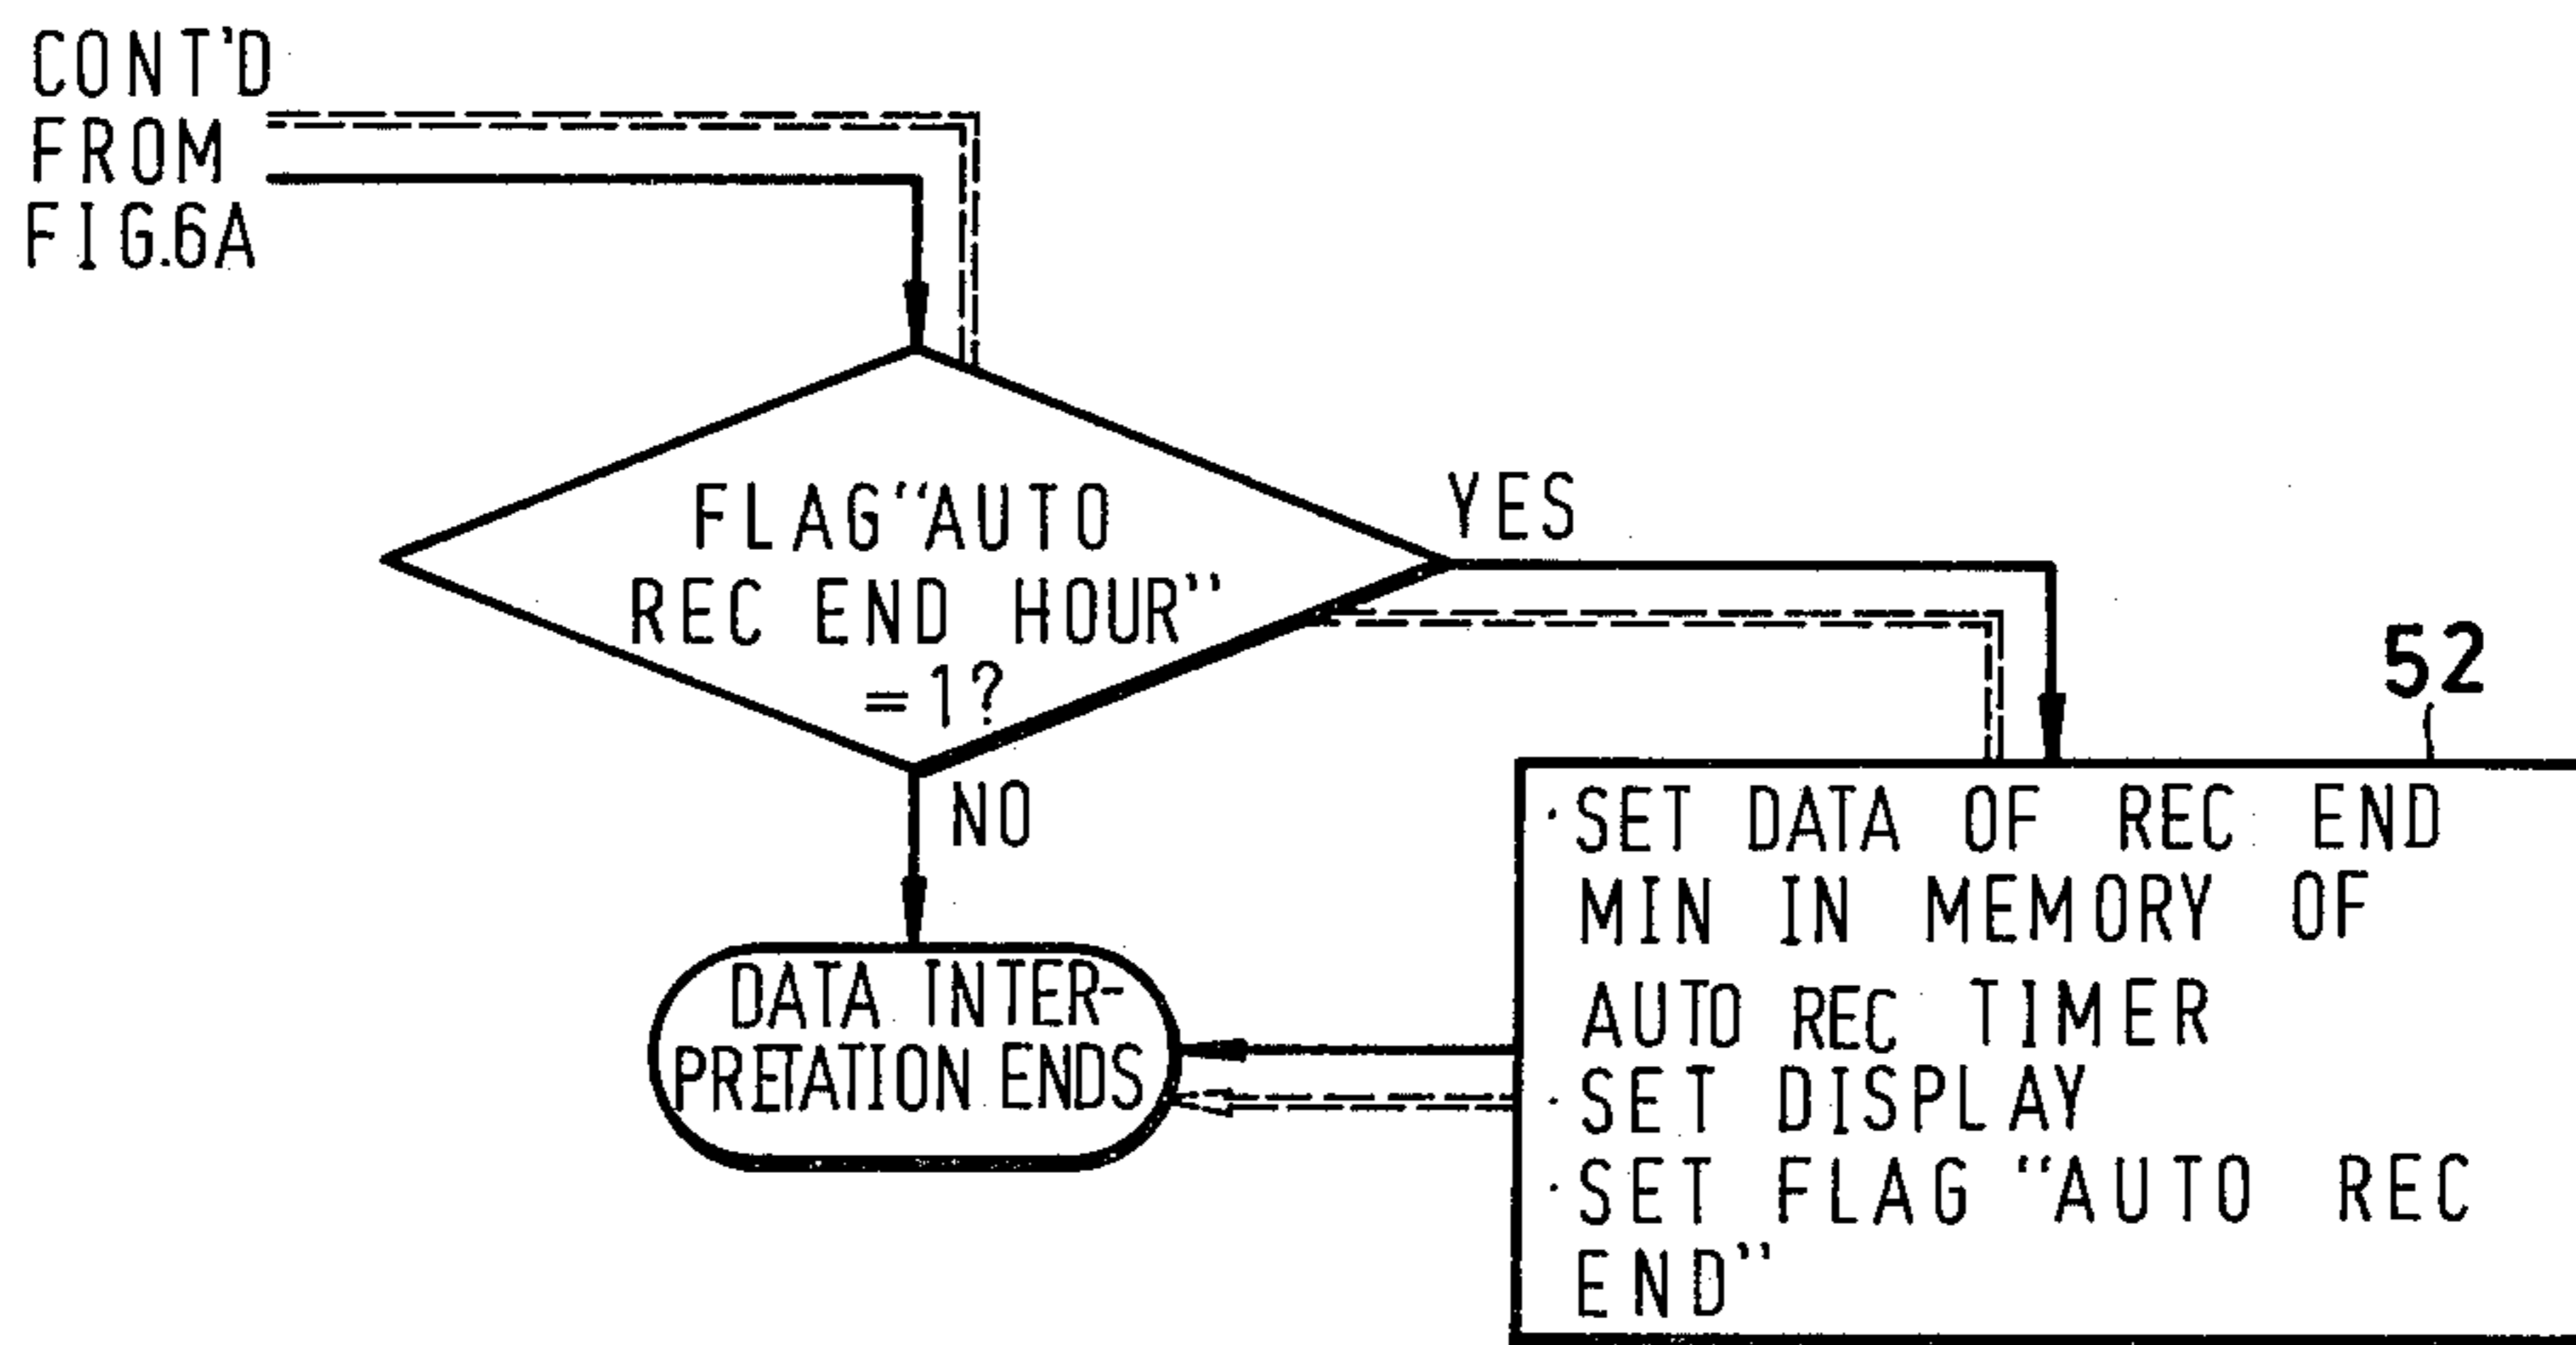 CONT'D
FROM
FIG.6A
FLAG "AUTO
REC END HOUR"
=1?
YES
NO
52
·SET DATA OF REC END
MIN IN MEMORY OF
AUTO REC TIMER
·SET DISPLAY
·SET FLAG "AUTO REC
END"
DATA INTER-
PRETATION ENDS